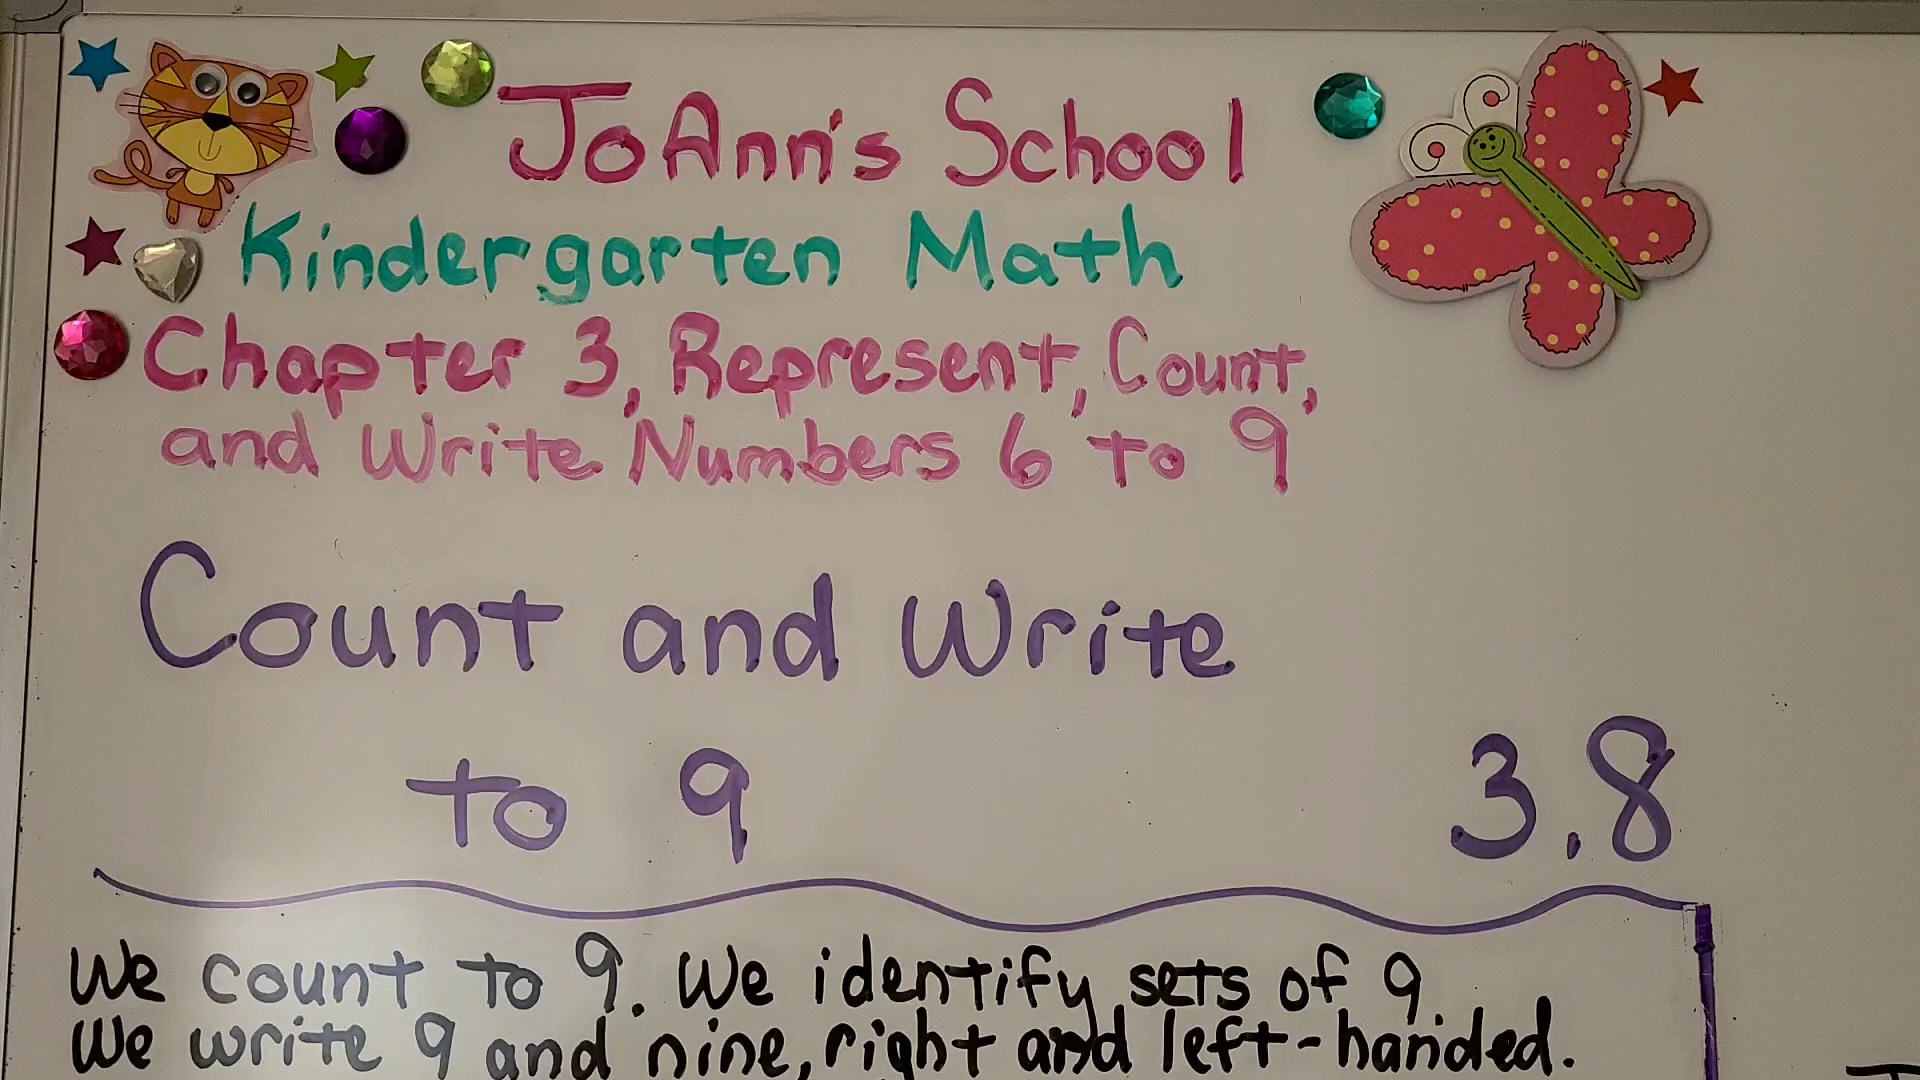 JoAnn's School
Kindergarten Math
Chapter 3, Represent, Count,
and Write Numbers 6 to 9
Count and Write
to 9 3.8
We count to 9. We identify sets of 9
We write 9 and nine, right and left-handed.